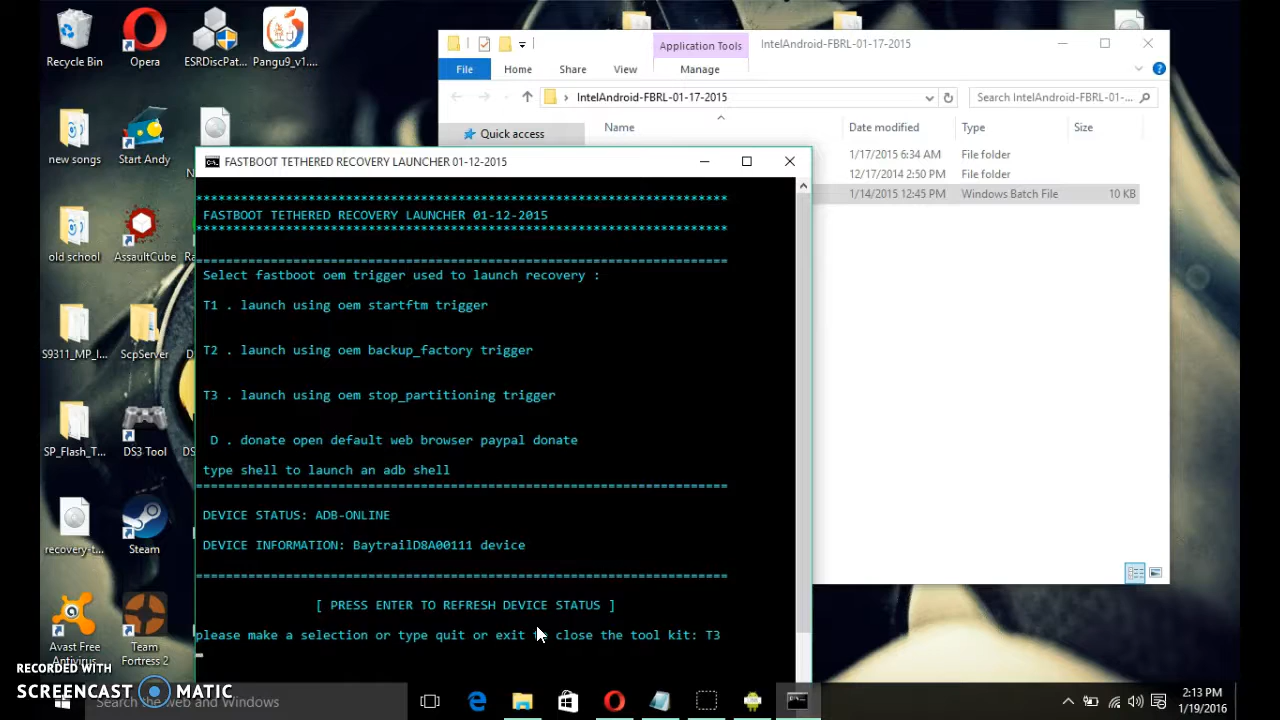 Recycle Bin
Opera
ESRDiscPat...
Pangu9_v1....
new songs
Start Andy
old school
AssaultCube
S9311_MP_I...
ScpServer
SP_Flash_T...
DS3 Tool
recovery-t...
Steam
Avast Free
Antivirus
Team
Fortress 2
Application Tools
IntelAndroid-FBRL-01-17-2015
File
Home
Share
View
Manage
IntelAndroid-FBRL-01-17-2015
Search IntelAndroid-FBRL-01-...
Quick access
Name
Date modified
Type
Size
1/17/2015 6:34 AM
File folder
12/17/2014 2:50 PM
File folder
1/14/2015 12:45 PM
Windows Batch File
10 KB
FASTBOOT TETHERED RECOVERY LAUNCHER 01-12-2015
***********************************************************************
FASTBOOT TETHERED RECOVERY LAUNCHER 01-12-2015
***********************************************************************
=======================================================================
Select fastboot oem trigger used to launch recovery :
T1 . launch using oem startftm trigger
T2 . launch using oem backup_factory trigger
T3 . launch using oem stop_partitioning trigger
D . donate open default web browser paypal donate
type shell to launch an adb shell
=======================================================================
DEVICE STATUS: ADB-ONLINE
DEVICE INFORMATION: BaytrailD8A00111 device
=======================================================================
[ PRESS ENTER TO REFRESH DEVICE STATUS ]
please make a selection or type quit or exit to close the tool kit: T3
RECORDED WITH
SCREENCAST MATIC
Search the web and Windows
2:13 PM
1/19/2016